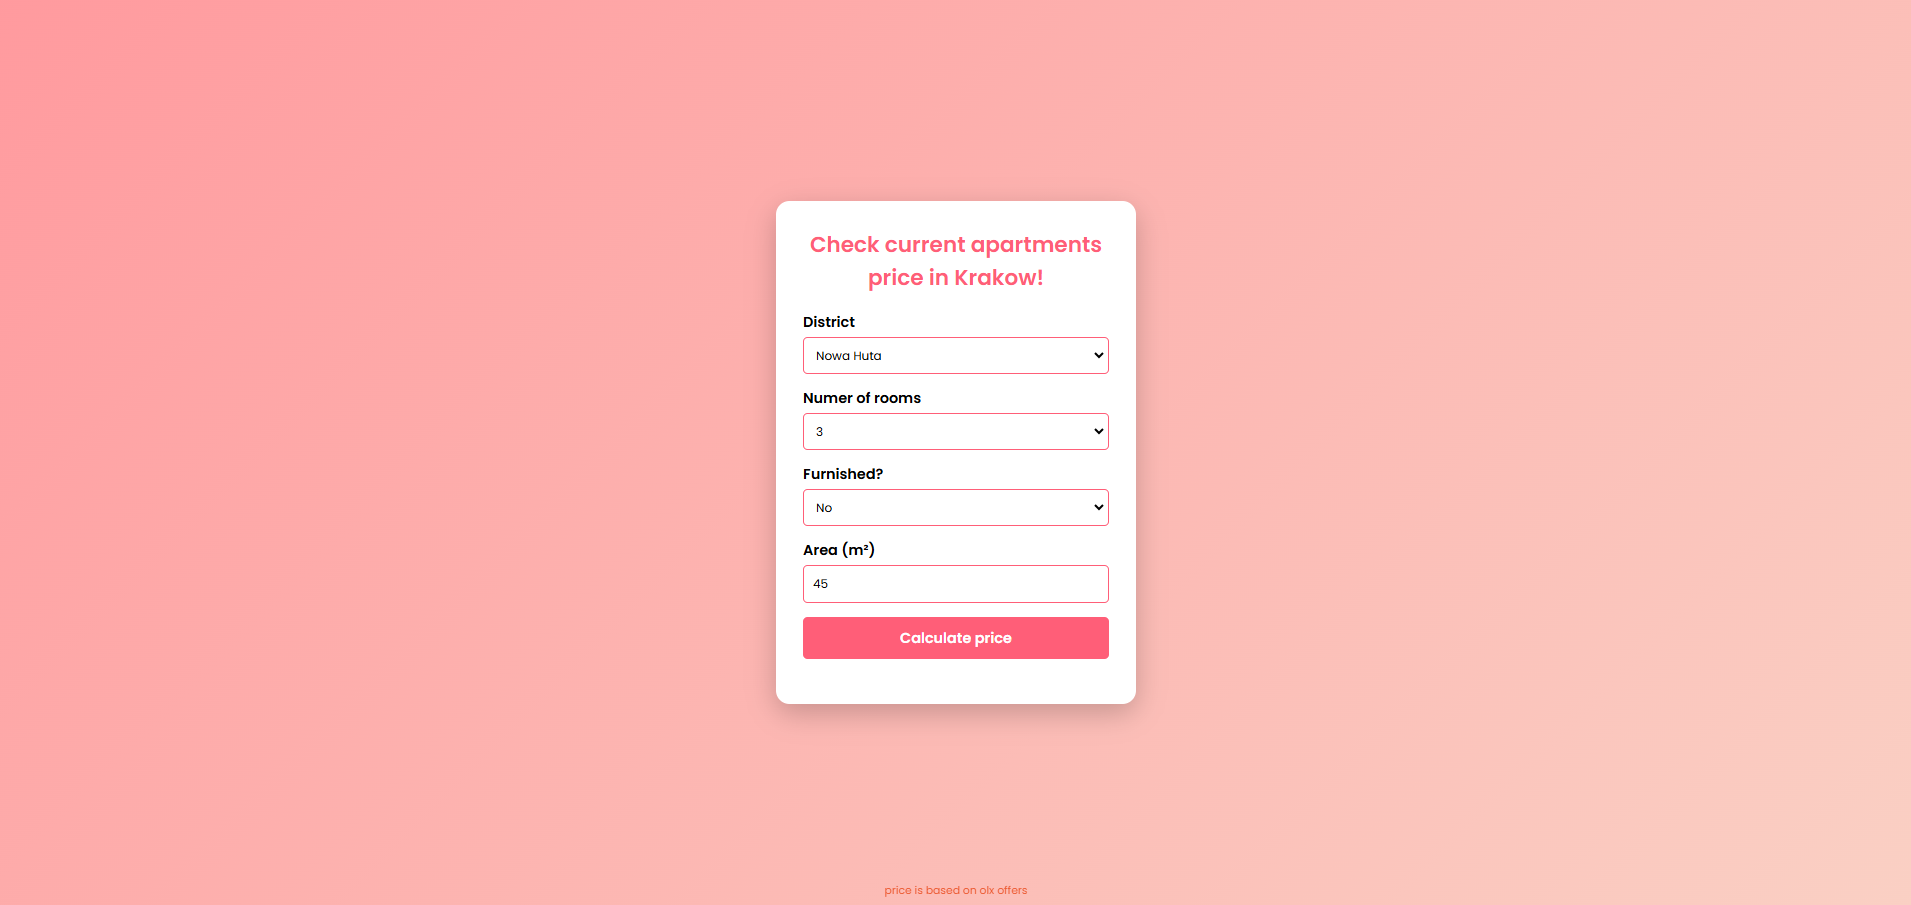 Check current apartments
price in Krakow!
District
Nowa Huta
Numer of rooms
3
Furnished?
No
Area (m²)
45
Calculate price
price is based on olx offers